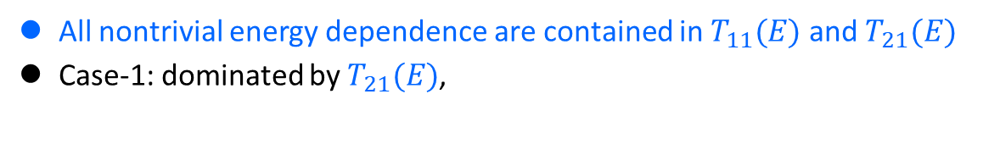 ● All nontrivial energy dependence are contained in T₁₁(E) and T₂₁(E)
● Case-1: dominated by T₂₁(E),